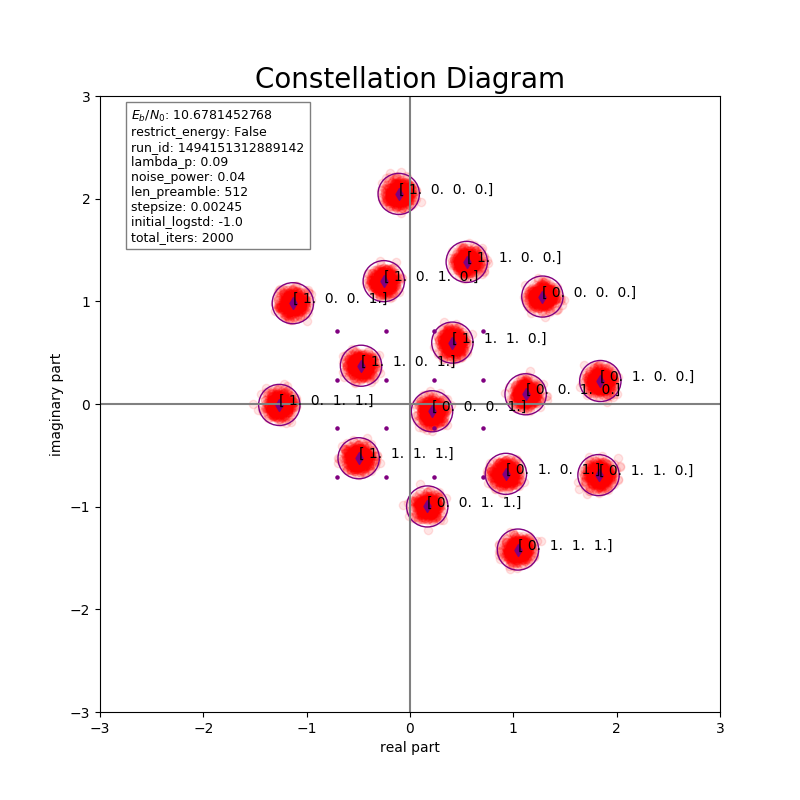 Constellation Diagram
E_b/N_0: 10.6781452768
restrict_energy: False
run_id: 1494151312889142
lambda_p: 0.09
noise_power: 0.04
len_preamble: 512
stepsize: 0.00245
initial_logstd: -1.0
total_iters: 2000
[ 1. 0. 0. 0.]
[ 1. 1. 0. 0.]
[ 1. 0. 1. 0.]
[ 0. 0. 0. 0.]
[ 1. 0. 0. 1.]
[ 1. 1. 1. 0.]
[ 1. 1. 0. 1.]
[ 0. 1. 0. 0.]
[ 0. 0. 1. 0.]
[ 1. 0. 1. 1.]
[ 0. 0. 0. 1.]
[ 1. 1. 1. 1.]
[ 0. 1. 0. 1.]
[ 0. 1. 1. 0.]
[ 0. 0. 1. 1.]
[ 0. 1. 1. 1.]
3
2
1
0
−1
−2
−3
imaginary part
−3 −2 −1 0 1 2 3
real part